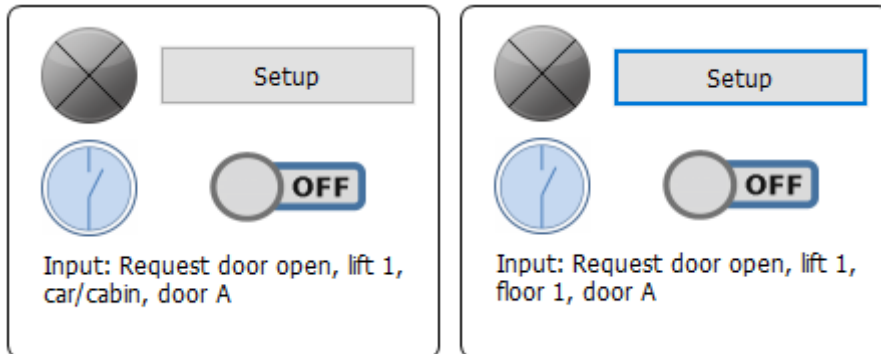 Setup
OFF
Input: Request door open, lift 1,
car/cabin, door A
Setup
OFF
Input: Request door open, lift 1,
floor 1, door A